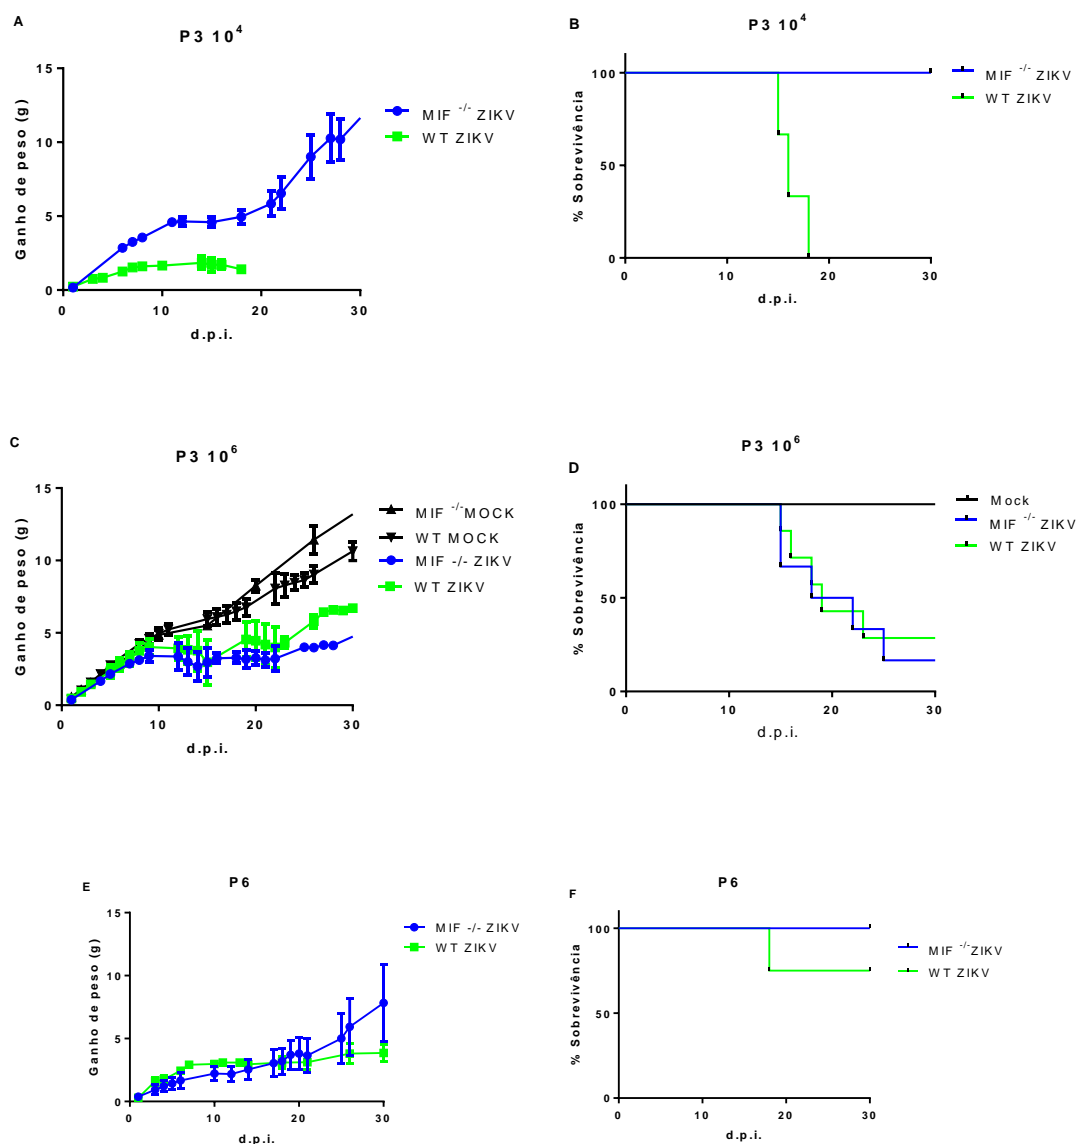 A
P3 10⁴
Ganho de peso (g)
15
10
5
0
0 10 20 30
d.p.i.
MIF -/- ZIKV
WT ZIKV
B
P3 10⁴
% Sobrevivência
100
50
0
0 10 20 30
d.p.i.
MIF -/- ZIKV
WT ZIKV
C
P3 10⁶
Ganho de peso (g)
15
10
5
0
0 10 20 30
d.p.i.
MIF -/- MOCK
WT MOCK
MIF -/- ZIKV
WT ZIKV
D
P3 10⁶
% Sobrevivência
100
50
0
0 10 20 30
d.p.i.
Mock
MIF -/- ZIKV
WT ZIKV
E
P6
Ganho de peso (g)
15
10
5
0
0 10 20 30
d.p.i.
MIF -/- ZIKV
WT ZIKV
F
P6
% Sobrevivência
100
50
0
0 10 20 30
d.p.i.
MIF -/- ZIKV
WT ZIKV